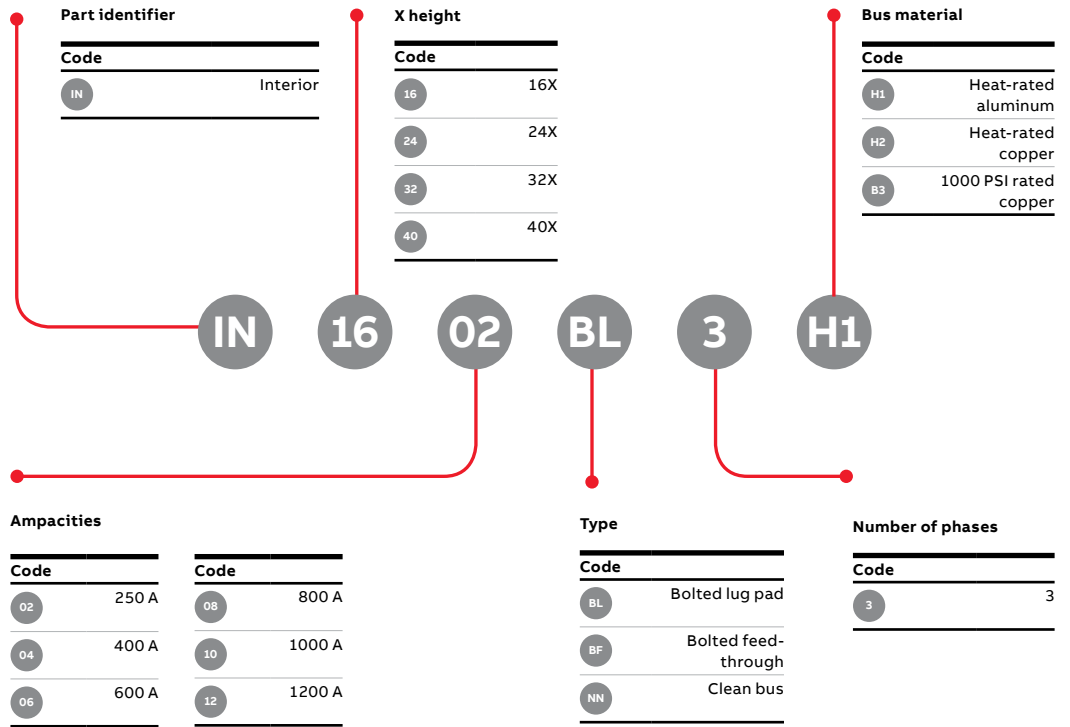 Part identifier
Code
IN Interior
X height
Code
16 16X
24 24X
32 32X
40 40X
Bus material
Code
H1 Heat-rated
aluminum
H2 Heat-rated
copper
B3 1000 PSI rated
copper
IN 16 02 BL 3 H1
Ampacities
Code
02 250 A
04 400 A
06 600 A
Code
08 800 A
10 1000 A
12 1200 A
Type
Code
BL Bolted lug pad
BF Bolted feed-
through
NN Clean bus
Number of phases
Code
3 3